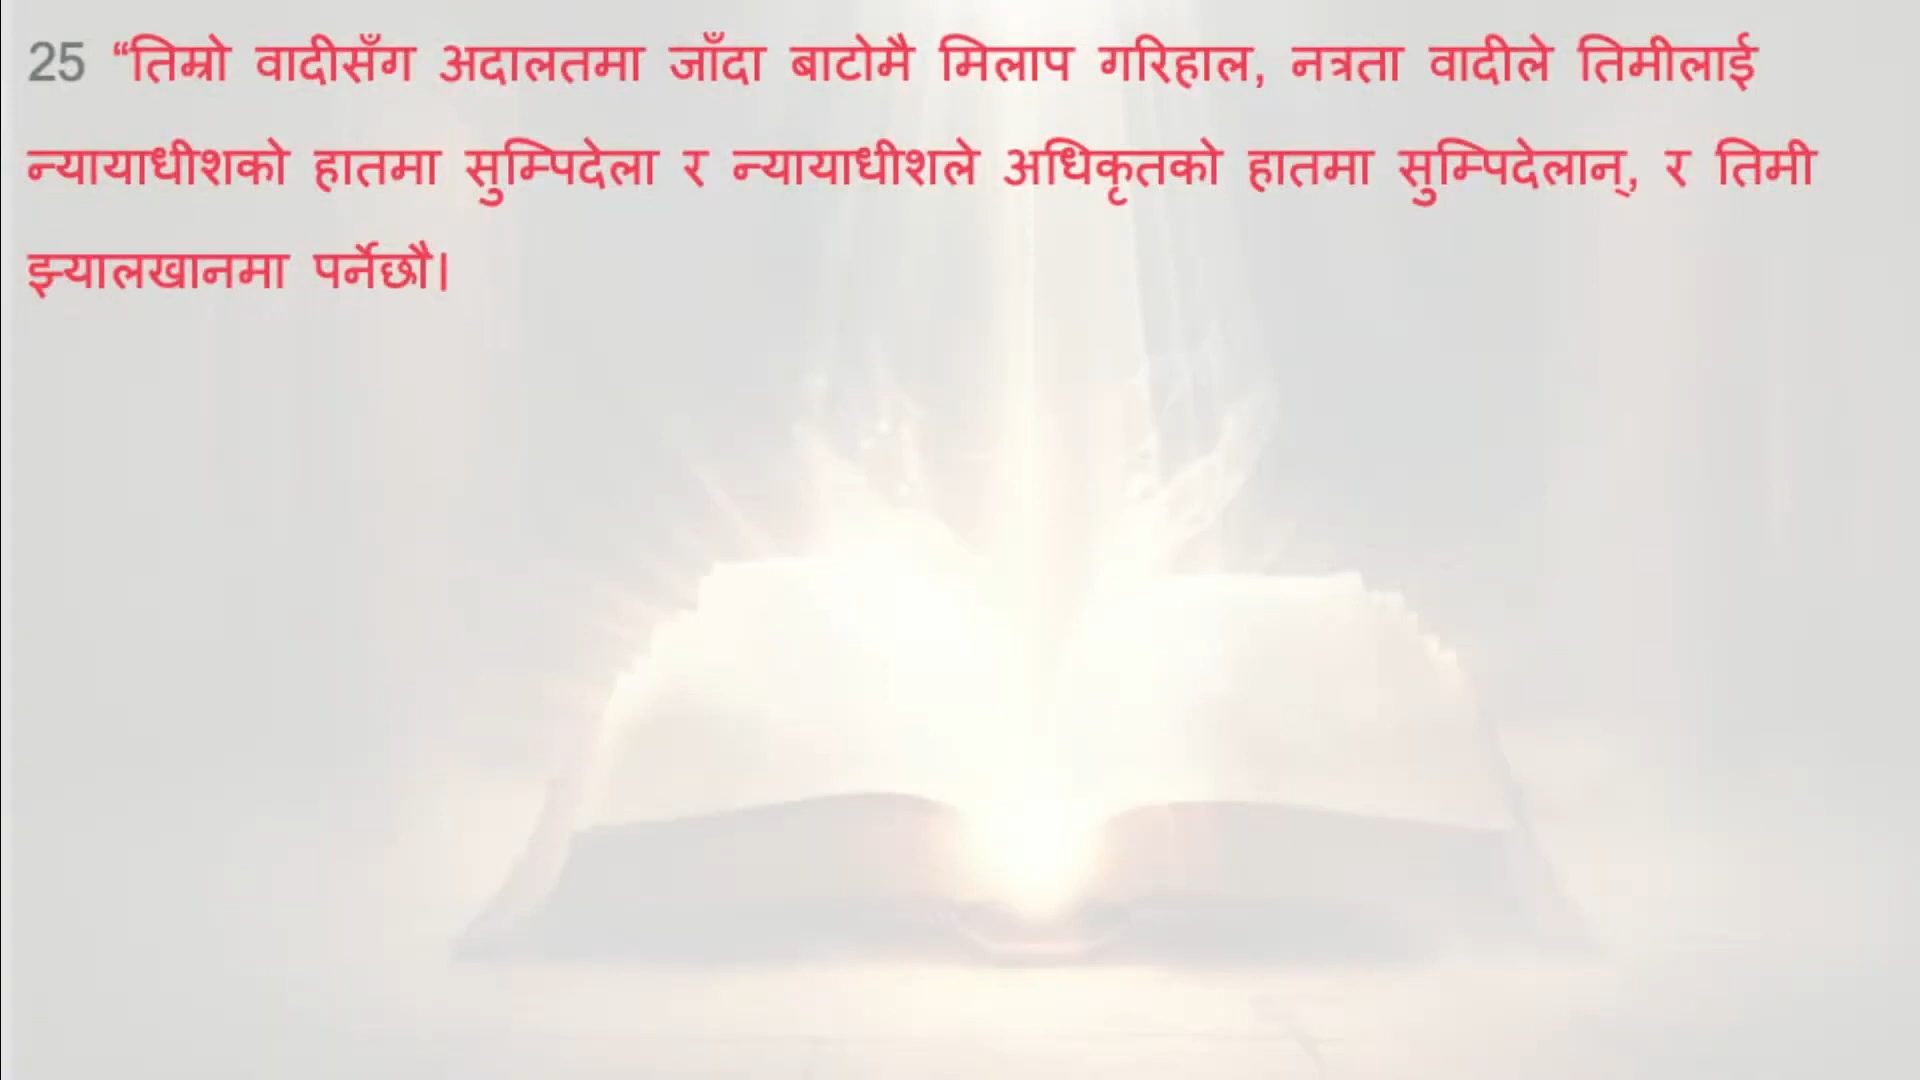 25 “तिम्रो वादीसँग अदालतमा जाँदा बाटोमै मिलाप गरिहाल, नत्रता वादीले तिमीलाई
न्यायाधीशको हातमा सुम्पिदेला र न्यायाधीशले अधिकृतको हातमा सुम्पिदेलान्, र तिमी
झ्यालखानमा पर्नेछौ।